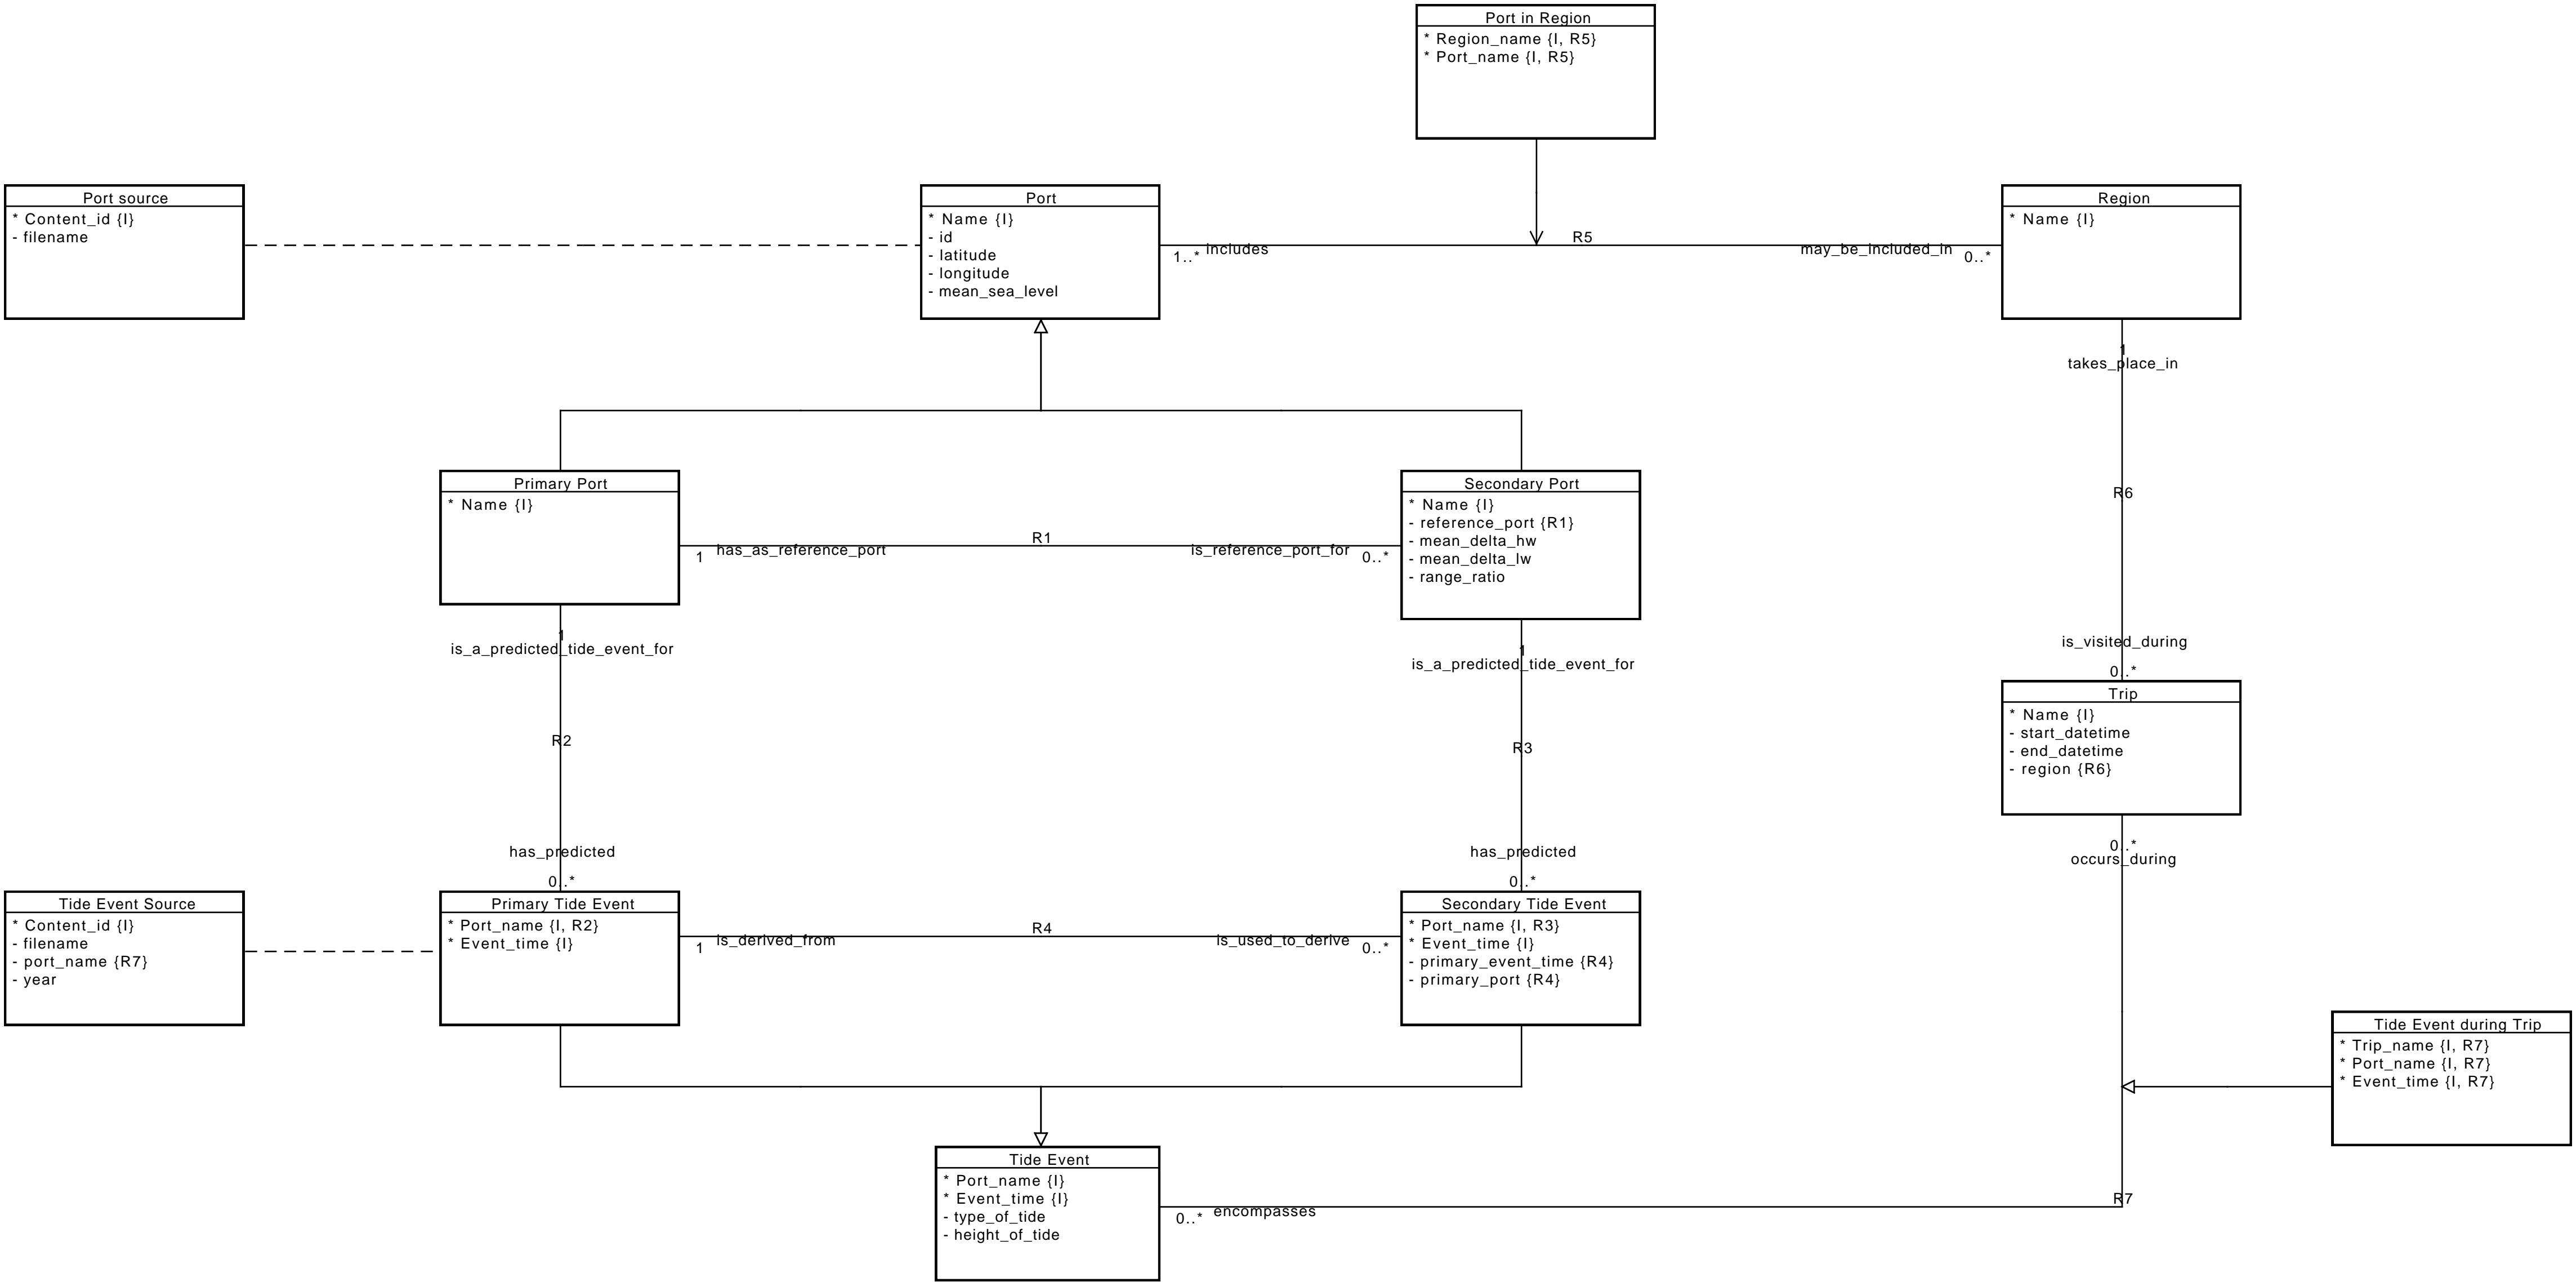 Port in Region
* Region_name {I, R5}
* Port_name {I, R5}
Port source
* Content_id {I}
- filename
Port
* Name {I}
- id
- latitude
- longitude
- mean_sea_level
1..* includes
R5
may_be_included_in 0..*
Region
* Name {I}
1
takes_place_in
R6
is_visited_during
0..*
Primary Port
* Name {I}
1 has_as_reference_port
R1
is_reference_port_for 0..*
Secondary Port
* Name {I}
- reference_port {R1}
- mean_delta_hw
- mean_delta_lw
- range_ratio
1
is_a_predicted_tide_event_for
R2
has_predicted
0..*
1
is_a_predicted_tide_event_for
R3
has_predicted
0..*
Trip
* Name {I}
- start_datetime
- end_datetime
- region {R6}
0..*
occurs_during
Tide Event Source
* Content_id {I}
- filename
- port_name {R7}
- year
Primary Tide Event
* Port_name {I, R2}
* Event_time {I}
1 is_derived_from
R4
is_used_to_derive 0..*
Secondary Tide Event
* Port_name {I, R3}
* Event_time {I}
- primary_event_time {R4}
- primary_port {R4}
Tide Event during Trip
* Trip_name {I, R7}
* Port_name {I, R7}
* Event_time {I, R7}
Tide Event
* Port_name {I}
* Event_time {I}
- type_of_tide
- height_of_tide
0..* encompasses
R7